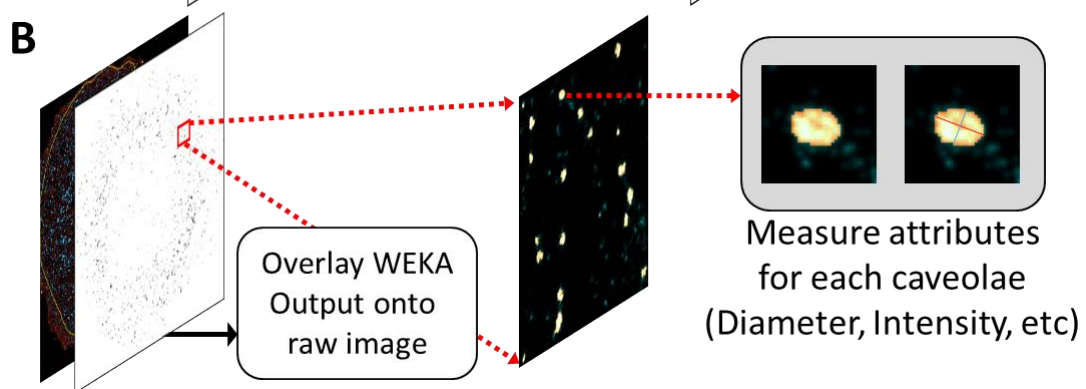 B
Overlay WEKA
Output onto
raw image
Measure attributes
for each caveolae
(Diameter, Intensity, etc)